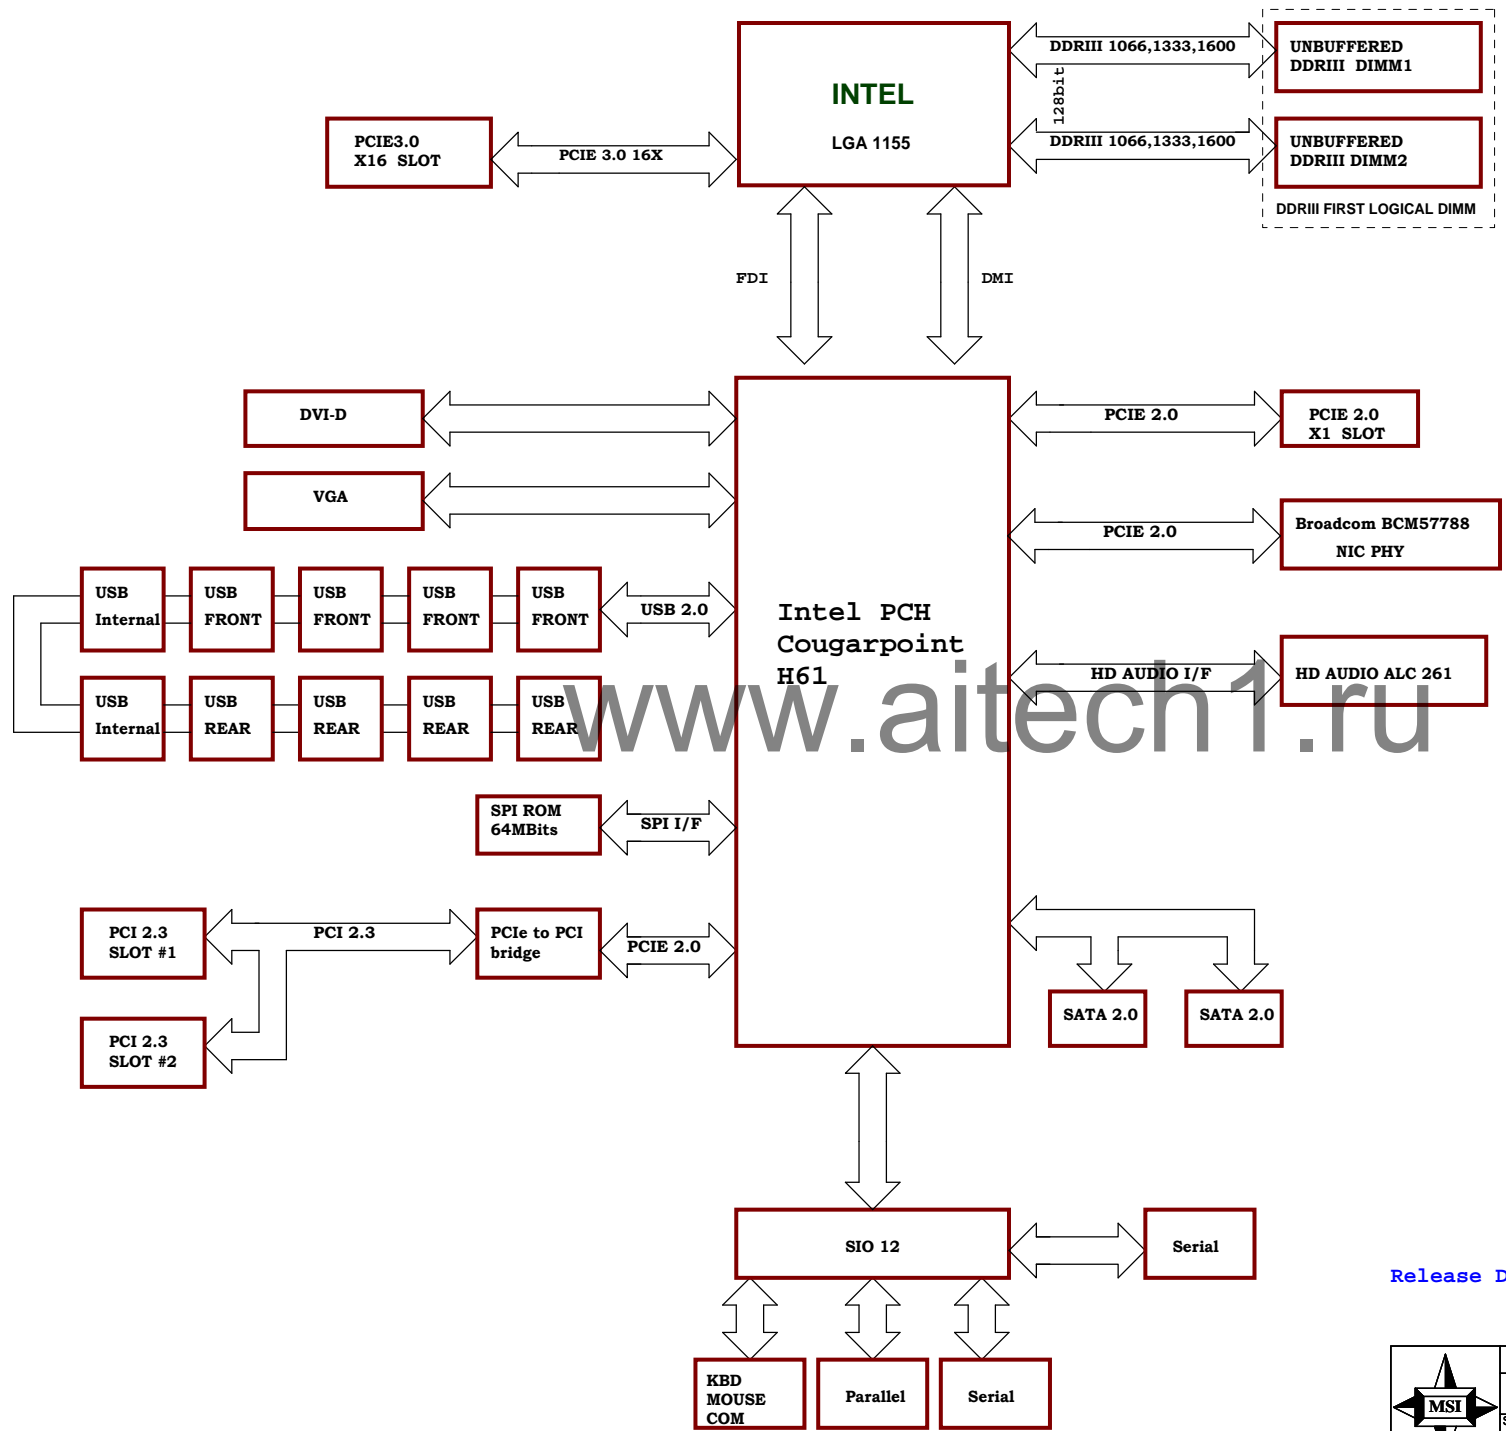 INTEL
LGA 1155
DDRIII 1066,1333,1600
128bit
DDRIII 1066,1333,1600
UNBUFFERED
DDRIII DIMM1
UNBUFFERED
DDRIII DIMM2
DDRIII FIRST LOGICAL DIMM
PCIE3.0
X16 SLOT
PCIE 3.0 16X
FDI
DMI
DVI-D
VGA
PCIE 2.0
PCIE 2.0
X1 SLOT
PCIE 2.0
Broadcom BCM57788
NIC PHY
USB
Internal
USB
FRONT
USB
FRONT
USB
FRONT
USB
FRONT
USB 2.0
Intel PCH
Cougarpoint
H61
HD AUDIO I/F
HD AUDIO ALC 261
USB
Internal
USB
REAR
USB
REAR
USB
REAR
USB
REAR
www.aitech1.ru
SPI ROM
64MBits
SPI I/F
PCI 2.3
SLOT #1
PCI 2.3
PCIe to PCI
bridge
PCIE 2.0
PCI 2.3
SLOT #2
SATA 2.0
SATA 2.0
SIO 12
Serial
KBD
MOUSE
COM
Parallel
Serial
Release D
MSI